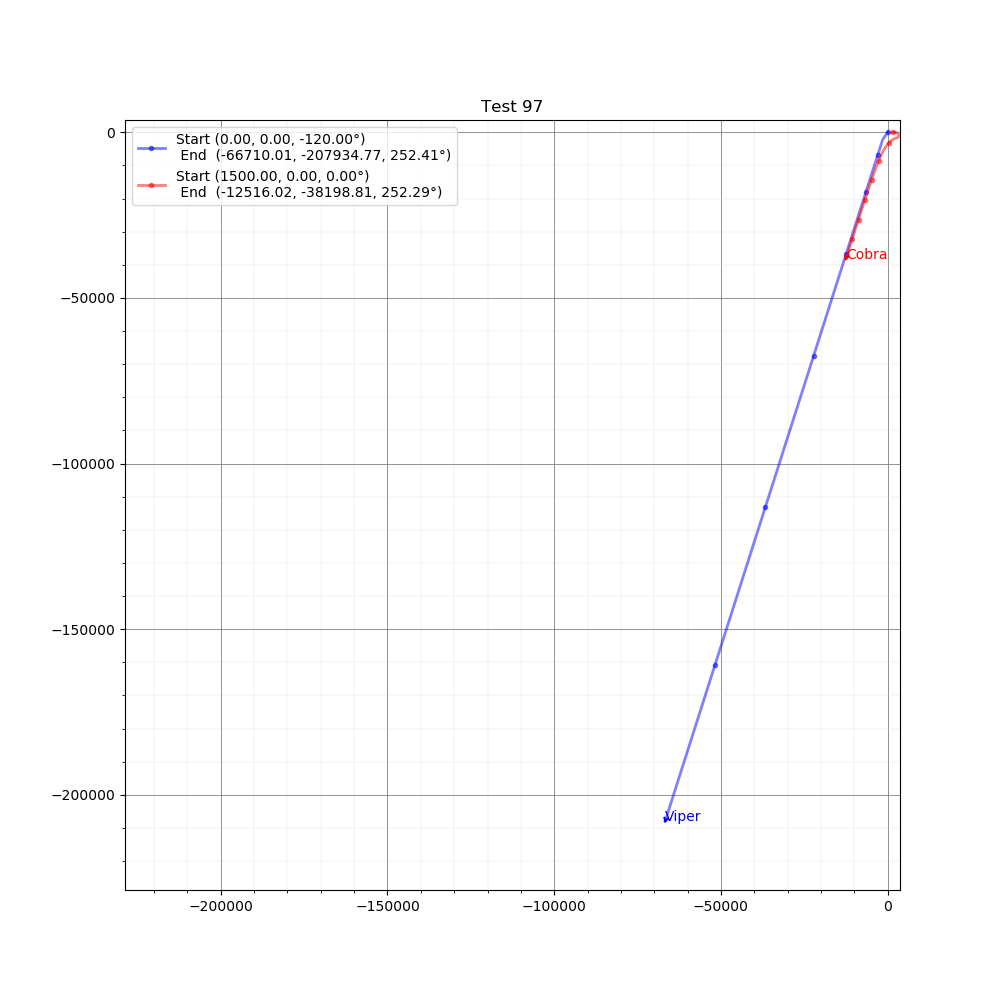 Test 97
Start (0.00, 0.00, -120.00°)
End (-66710.01, -207934.77, 252.41°)
Start (1500.00, 0.00, 0.00°)
End (-12516.02, -38198.81, 252.29°)
0
−50000
−100000
−150000
−200000
Cobra
Viper
−200000
−150000
−100000
−50000
0